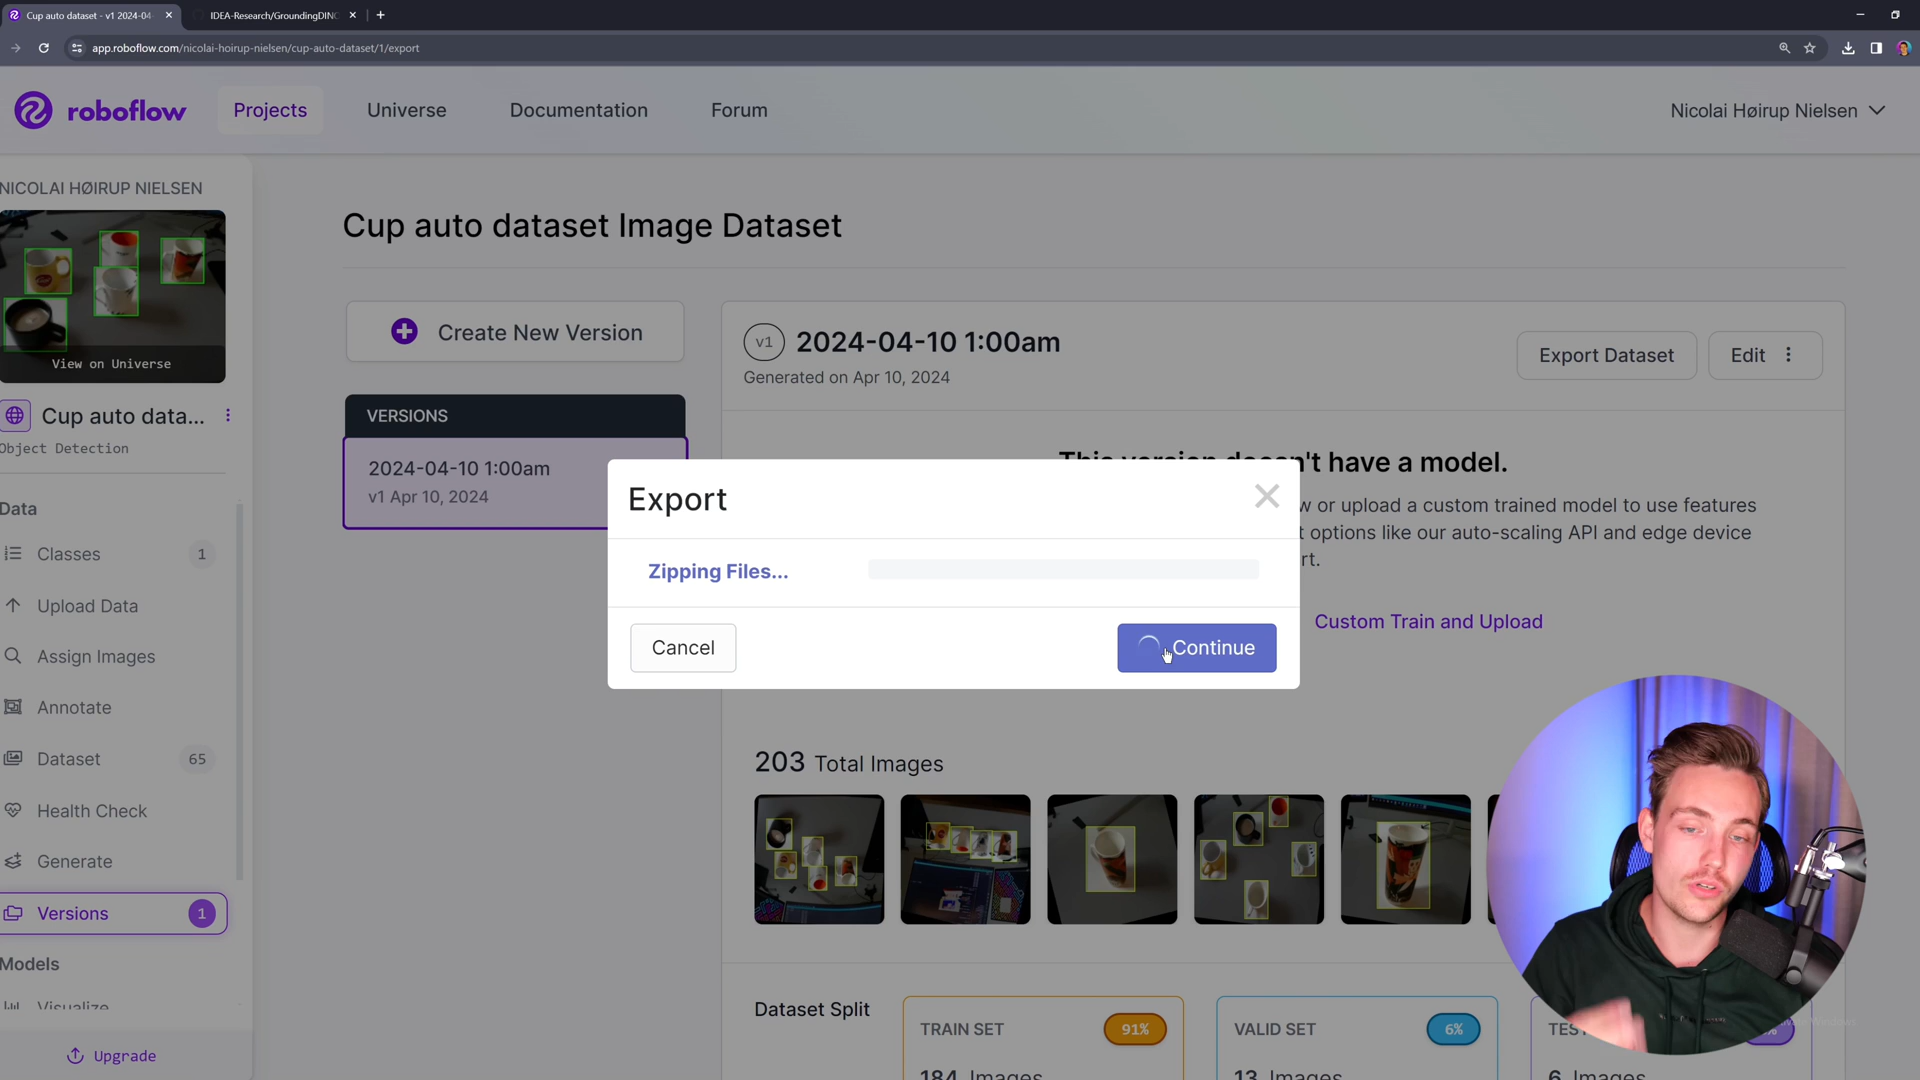 Cup auto dataset - v1 2024-04-
IDEA-Research/GroundingDINO
app.roboflow.com/nicolai-hoirup-nielsen/cup-auto-dataset/1/export
roboflow
Projects
Universe
Documentation
Forum
Nicolai Høirup Nielsen
NICOLAI HØIRUP NIELSEN
View on Universe
Cup auto data...
Object Detection
Data
Classes 1
Upload Data
Assign Images
Annotate
Dataset 65
Health Check
Generate
Versions 1
Models
Visualize
Upgrade
Cup auto dataset Image Dataset
Create New Version
VERSIONS
2024-04-10 1:00am
v1 Apr 10, 2024
v1 2024-04-10 1:00am
Generated on Apr 10, 2024
Export Dataset
Edit
This version doesn't have a model.
w or upload a custom trained model to use features
t options like our auto-scaling API and edge device
rt.
Custom Train and Upload
Export
Zipping Files...
Cancel
Continue
203 Total Images
Dataset Split
TRAIN SET 91%
184 Images
VALID SET 6%
13 Images
TES
6 Images